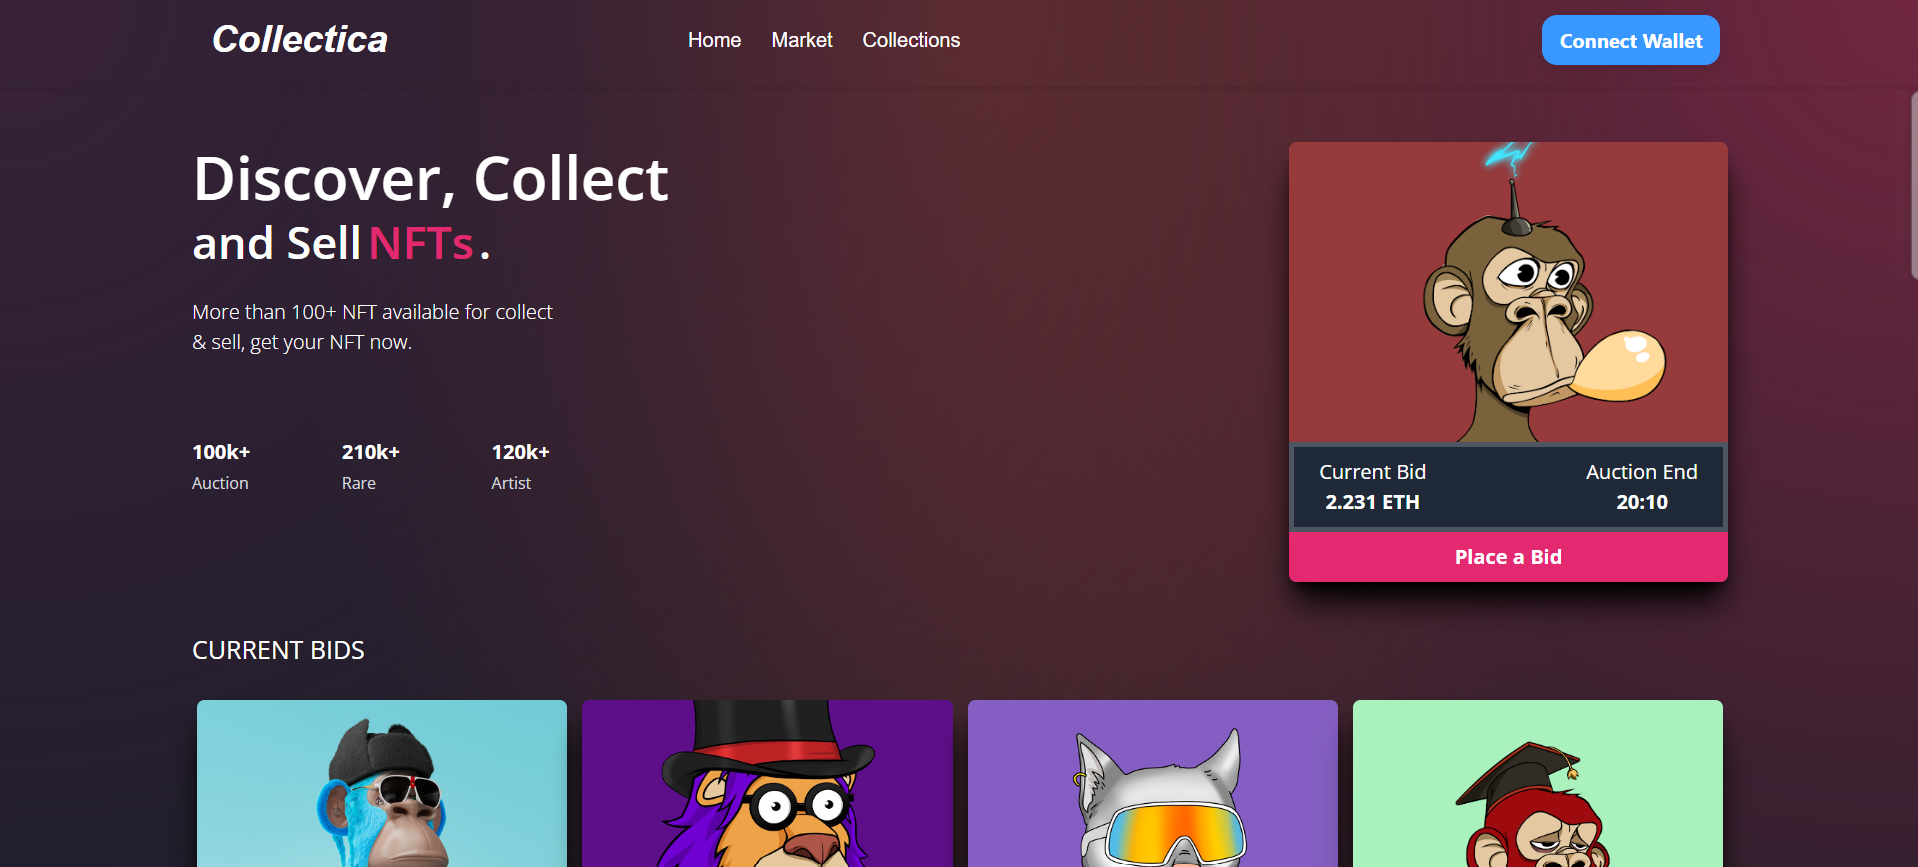 Collectica
Home
Market
Collections
Connect Wallet
Discover, Collect
and Sell NFTs.
More than 100+ NFT available for collect
& sell, get your NFT now.
100k+
Auction
210k+
Rare
120k+
Artist
Current Bid
2.231 ETH
Auction End
20:10
Place a Bid
CURRENT BIDS